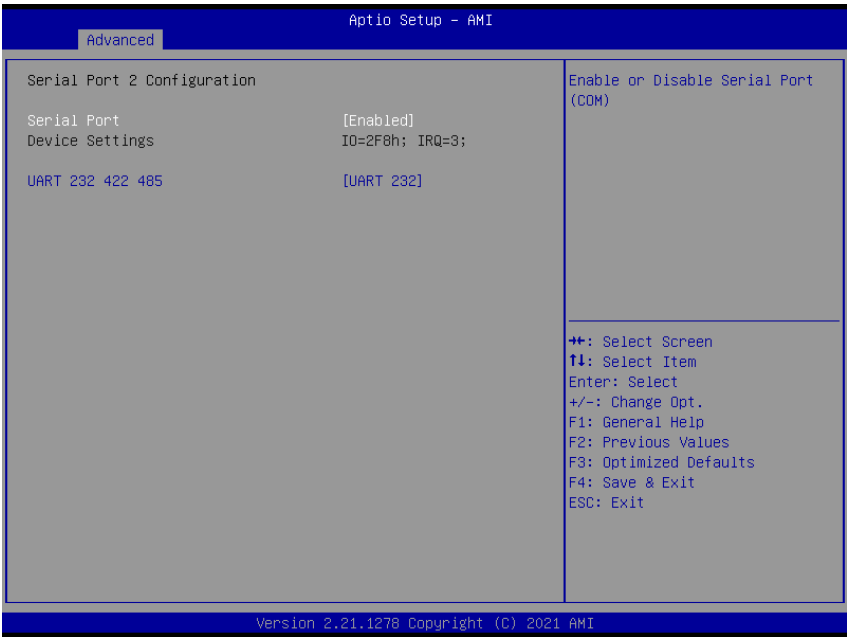 Aptio Setup – AMI
Advanced
Serial Port 2 Configuration
Serial Port [Enabled]
Device Settings IO=2F8h; IRQ=3;
UART 232 422 485 [UART 232]
Enable or Disable Serial Port
(COM)
→←: Select Screen
↑↓: Select Item
Enter: Select
+/-: Change Opt.
F1: General Help
F2: Previous Values
F3: Optimized Defaults
F4: Save & Exit
ESC: Exit
Version 2.21.1278 Copyright (C) 2021 AMI